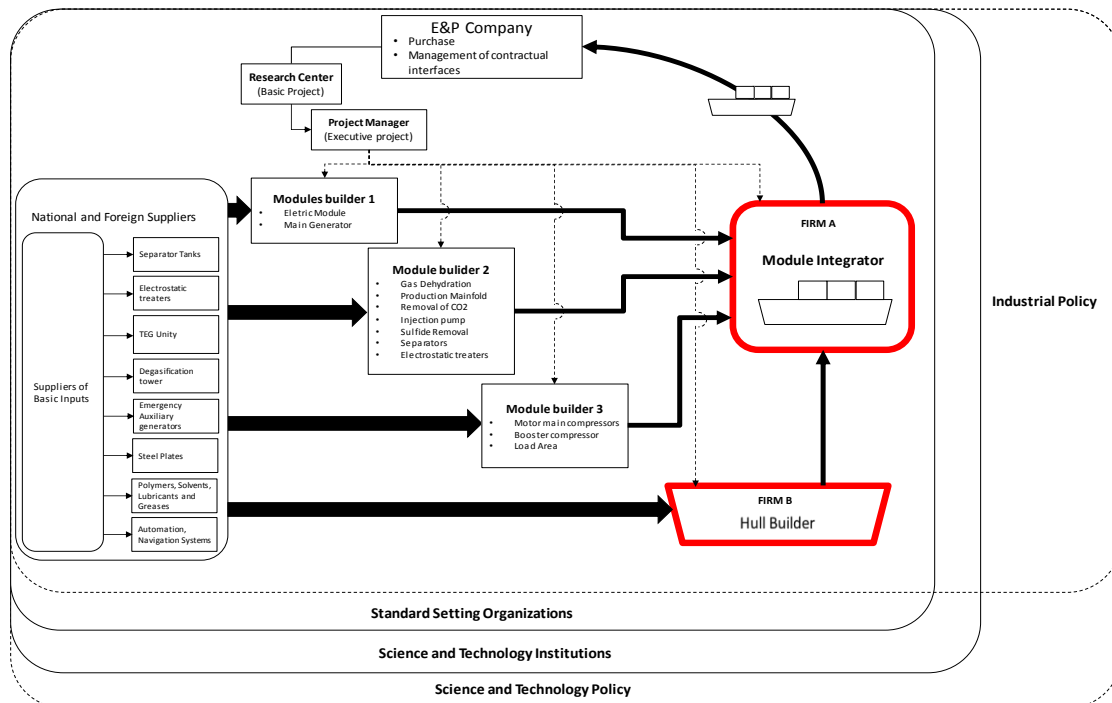 E&P Company
• Purchase
• Management of contractual
interfaces
Research Center
(Basic Project)
Project Manager
(Executive project)
National and Foreign Suppliers
Suppliers of
Basic Inputs
Separator Tanks
Electrostatic
treaters
TEG Unity
Degasification
tower
Emergency
Auxiliary
generators
Steel Plates
Polymers, Solvents,
Lubricants and
Greases
Automation,
Navigation Systems
Modules builder 1
• Eletric Module
• Main Generator
Module bulider 2
• Gas Dehydration
• Production Mainfold
• Removal of CO2
• Injection pump
• Sulfide Removal
• Separators
• Electrostatic treaters
Module builder 3
• Motor main compressors
• Booster compressor
• Load Area
FIRM A
Module Integrator
FIRM B
Hull Builder
Industrial Policy
Standard Setting Organizations
Science and Technology Institutions
Science and Technology Policy